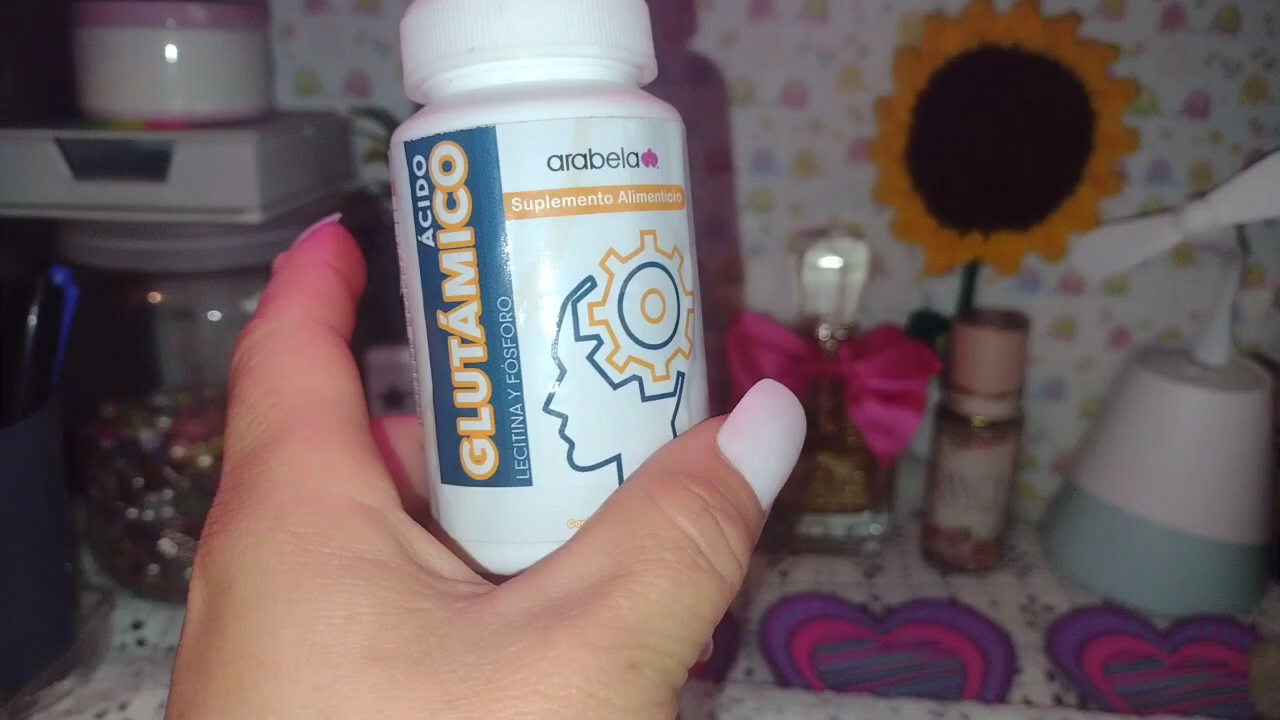 arabela
Suplemento Alimenticio
ÁCIDO
GLUTÁMICO
LECITINA Y FÓSFORO